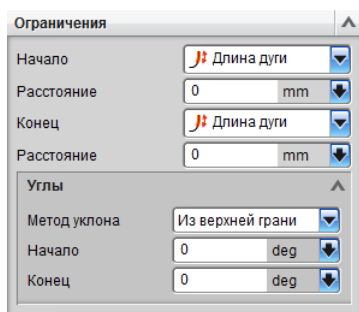 Ограничения
Начало Длина дуги
Расстояние 0 mm
Конец Длина дуги
Расстояние 0 mm
Углы
Метод уклона Из верхней грани
Начало 0 deg
Конец 0 deg